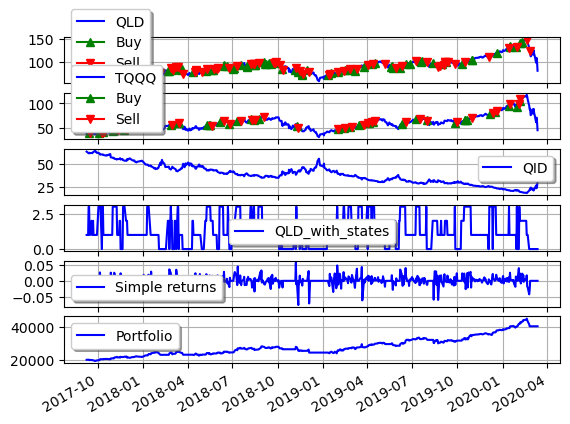 QLD
Buy
Sell
150
100
TQQQ
Buy
Sell
100
50
QID
50
25
QLD_with_states
2.5
0.0
Simple returns
0.05
0.00
−0.05
Portfolio
40000
20000
2017-10
2018-01
2018-04
2018-07
2018-10
2019-01
2019-04
2019-07
2019-10
2020-01
2020-04